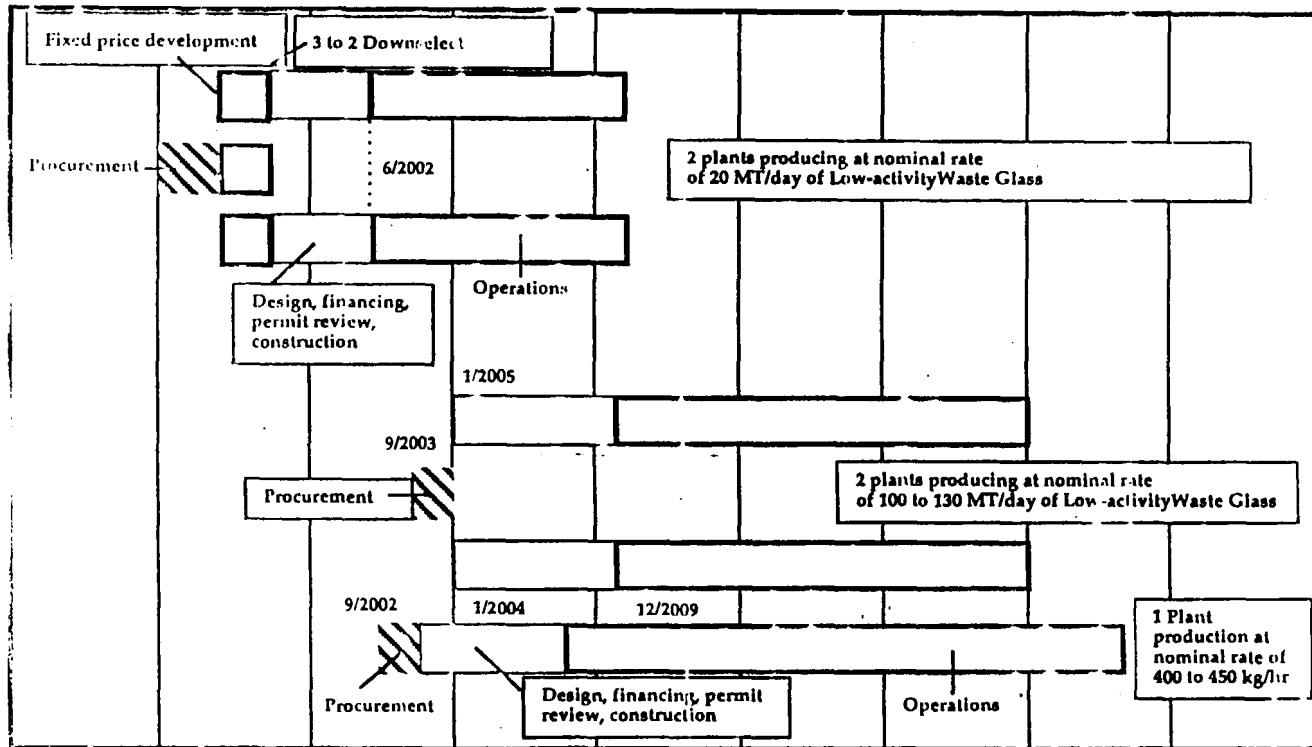 Fixed price development
3 to 2 Downselect
Procurement
6/2002
2 plants producing at nominal rate
of 20 MT/day of Low-activityWaste Glass
Operations
Design, financing,
permit review,
construction
1/2005
9/2003
Procurement
2 plants producing at nominal rate
of 100 to 130 MT/day of Low-activityWaste Glass
9/2002
1/2004
12/2009
1 Plant
production at
nominal rate of
400 to 450 kg/hr
Procurement
Design, financing, permit
review, construction
Operations